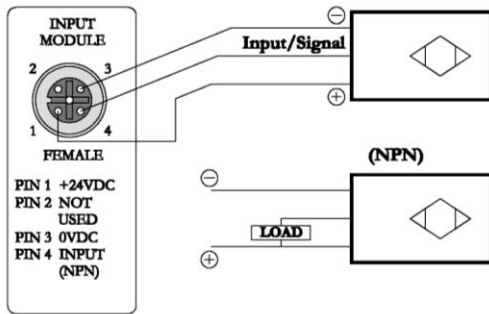 INPUT
MODULE
2 3
1 4
FEMALE
PIN 1 +24VDC
PIN 2 NOT
USED
PIN 3 0VDC
PIN 4 INPUT
(NPN)
−
Input/Signal
+
(NPN)
−
LOAD
+